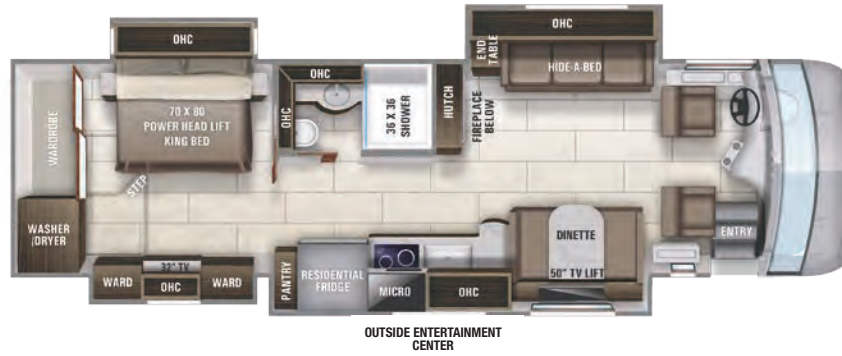 OHC
OHC
END
TABLE
HIDE-A-BED
OHC
OHC
36 X 36
SHOWER
HUTCH
FIREPLACE
BELOW
70 X 80
POWER HEAD LIFT
KING BED
WARDROBE
STEP
WASHER
/DRYER
32" TV
WARD
OHC
WARD
PANTRY
RESIDENTIAL
FRIDGE
MICRO
OHC
DINETTE
50" TV LIFT
ENTRY
OUTSIDE ENTERTAINMENT
CENTER